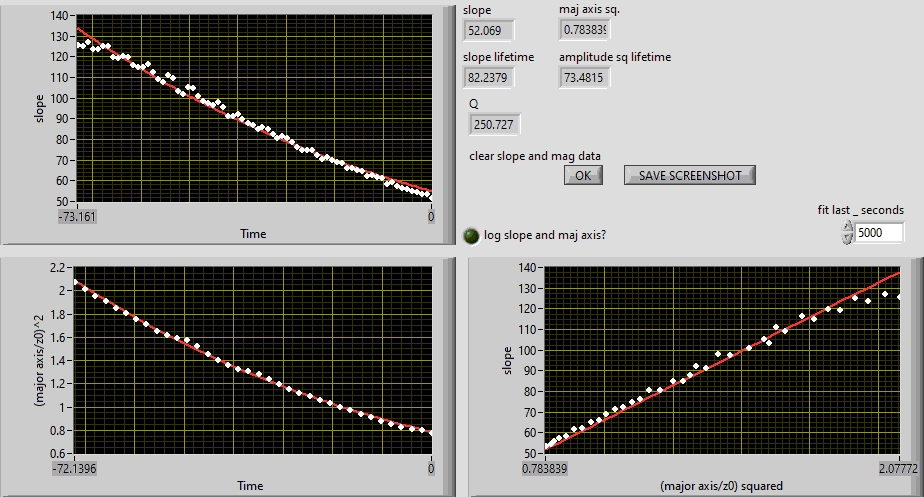 140
130
120
110
100
90
80
70
60
50
slope
-73.161
0
Time
slope
maj axis sq.
52.069
slope lifetime
amplitude sq lifetime
82.2379
73.4815
Q
250.727
clear slope and mag data
OK
SAVE SCREENSHOT
fit last _ seconds
log slope and maj axis?
5000
2.2
2
1.8
1.6
1.4
1.2
1
0.8
0.6
(major axis/z0)^2
-72.1396
0
Time
140
130
120
110
100
90
80
70
60
50
slope
0.783839
2.07772
(major axis/z0) squared